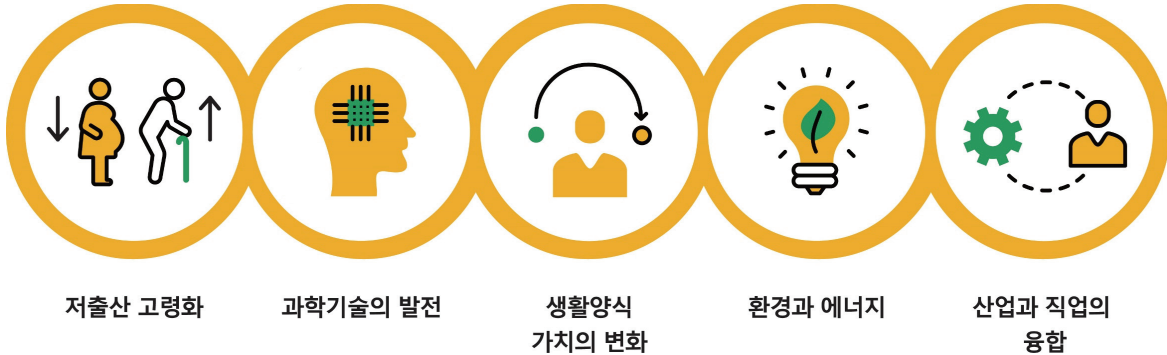 저출산 고령화
과학기술의 발전
생활양식
가치의 변화
환경과 에너지
산업과 직업의
융합